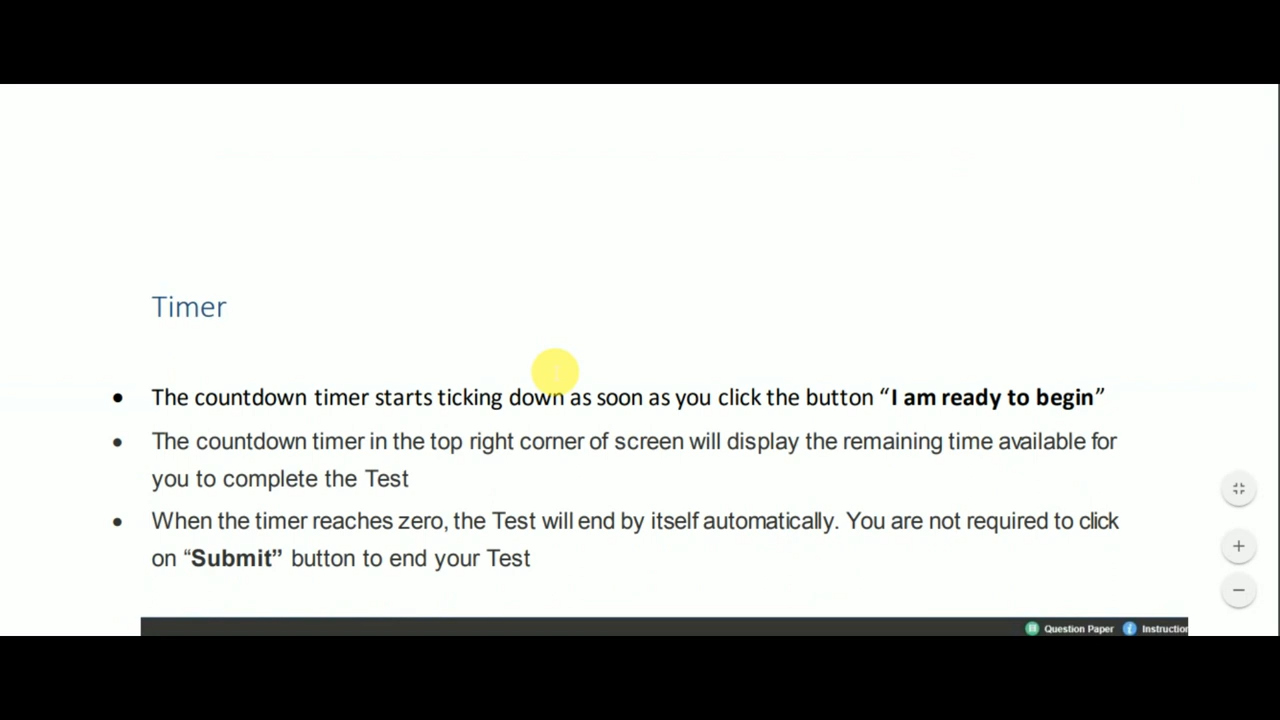 Timer
The countdown timer starts ticking down as soon as you click the button “I am ready to begin”
The countdown timer in the top right corner of screen will display the remaining time available for
you to complete the Test
When the timer reaches zero, the Test will end by itself automatically. You are not required to click
on “Submit” button to end your Test
Question Paper Instruction